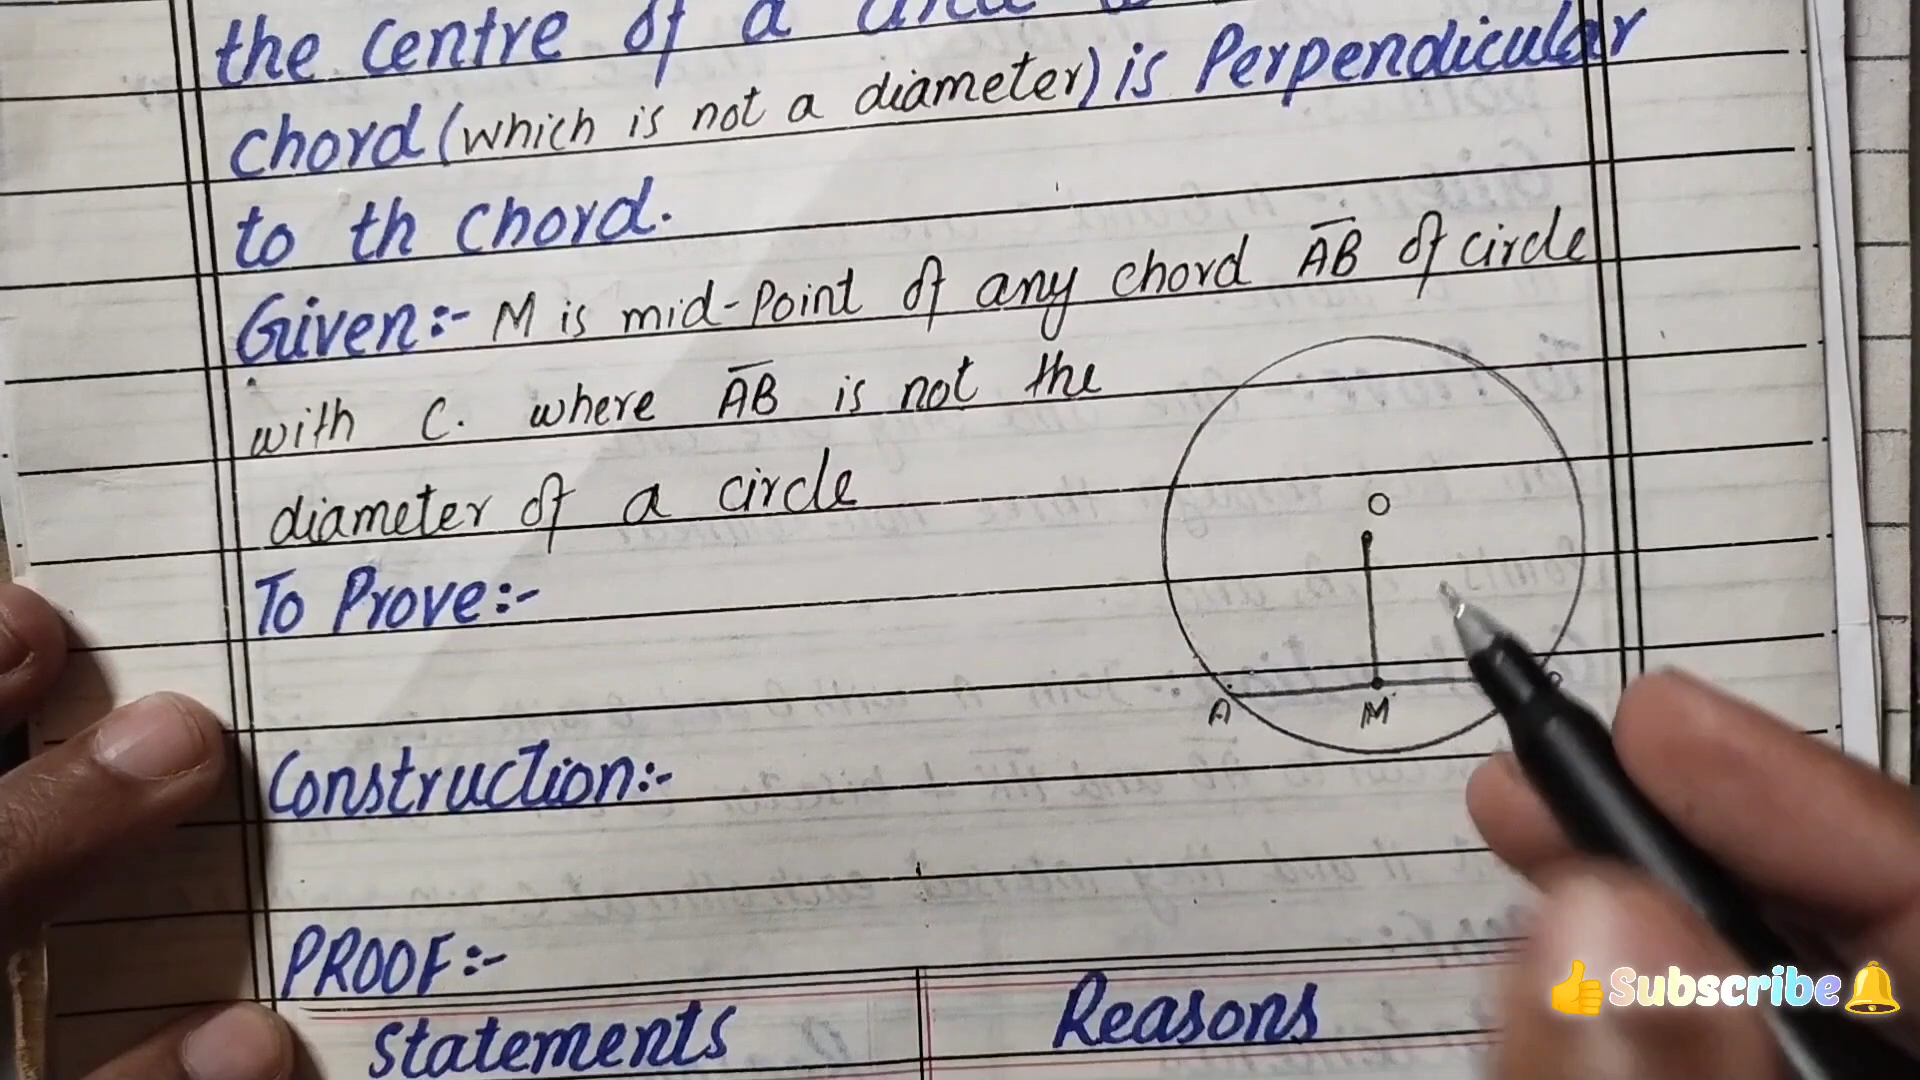 the centre of a
chord (which is not a diameter) is Perpendicular
to th chord.
Given:- M is mid-Point of any chord AB of circle
with C. where AB is not the
diameter of a circle
O
To Prove:-
A M
Construction:-
PROOF:-
Statements Reasons
Subscribe